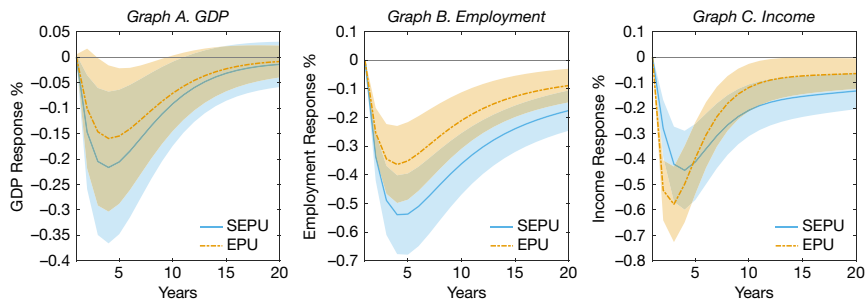 Graph A. GDP
0.05
0
−0.05
−0.1
−0.15
−0.2
−0.25
−0.3
−0.35
−0.4
GDP Response %
SEPU
EPU
5
10
15
20
Years
Graph B. Employment
0
−0.1
−0.2
−0.3
−0.4
−0.5
−0.6
−0.7
Employment Response %
SEPU
EPU
5
10
15
20
Years
Graph C. Income
0.1
0
−0.1
−0.2
−0.3
−0.4
−0.5
−0.6
−0.7
−0.8
Income Response %
SEPU
EPU
5
10
15
20
Years